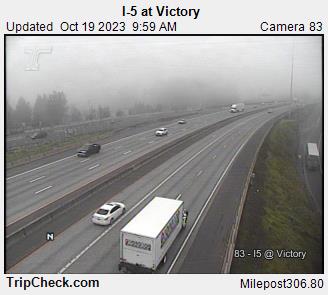 I-5 at Victory
Updated Oct 19 2023 9:59 AM Camera 83
N
83 - I5 @ Victory
TripCheck.com Milepost306.80